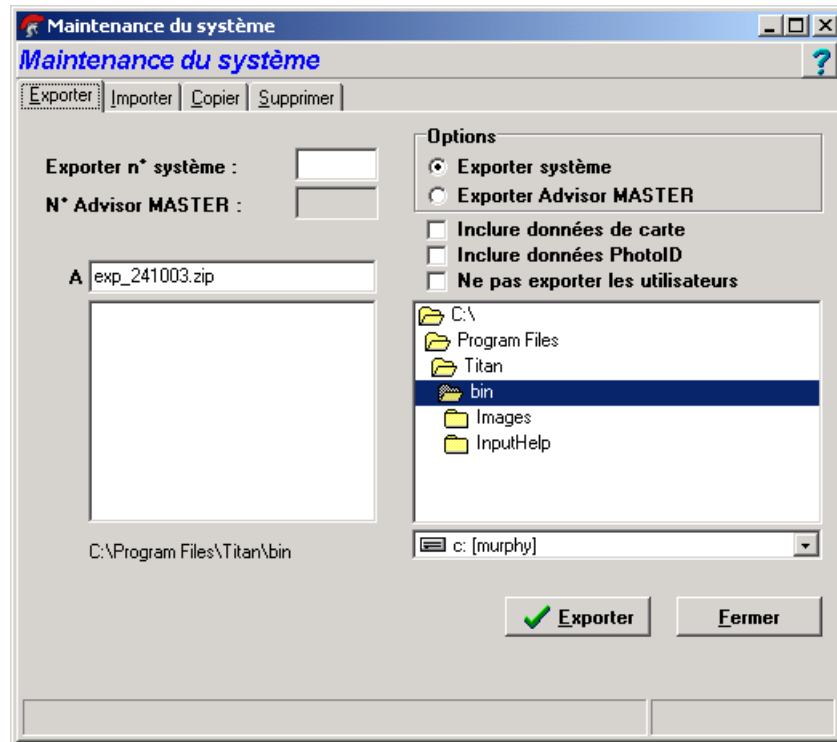 Maintenance du système
Maintenance du système
?
Exporter Importer Copier Supprimer
Exporter n° système :
N° Advisor MASTER :
A exp_241003.zip
C:\Program Files\Titan\bin
Options
Exporter système
Exporter Advisor MASTER
Inclure données de carte
Inclure données PhotoID
Ne pas exporter les utilisateurs
C:\
Program Files
Titan
bin
Images
InputHelp
c: [murphy]
Exporter Fermer